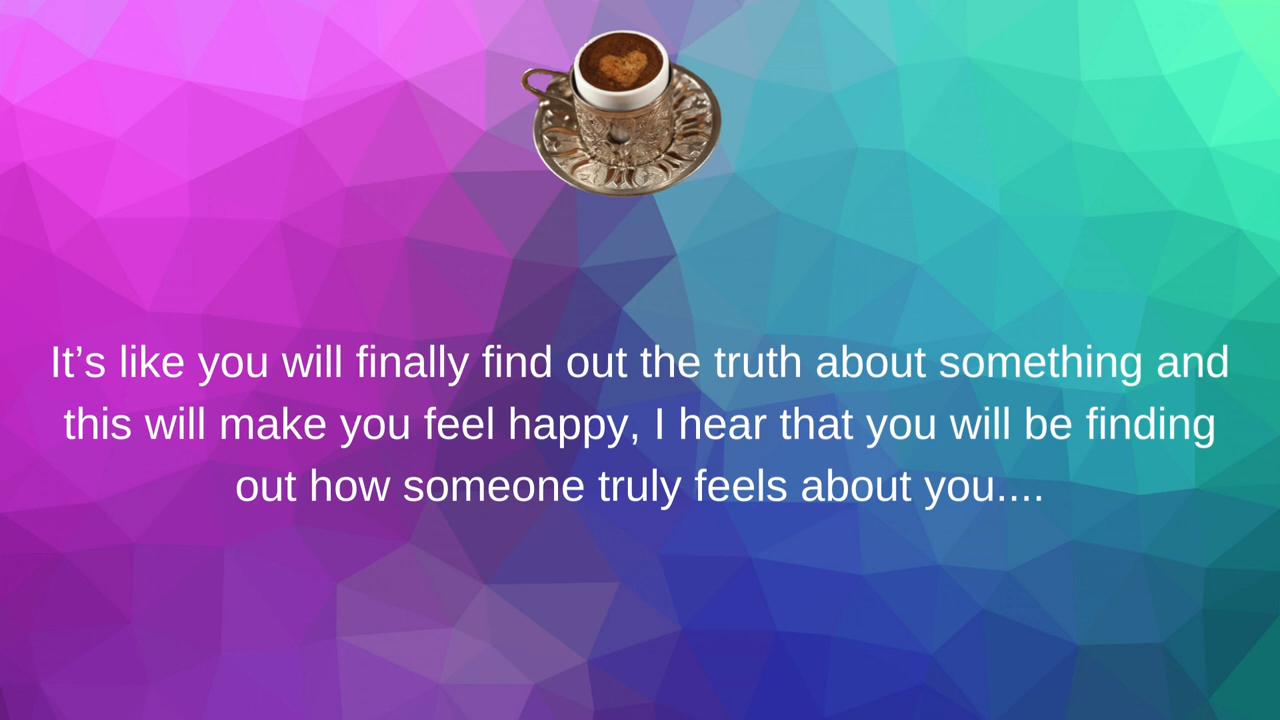 It’s like you will finally find out the truth about something and
this will make you feel happy, I hear that you will be finding
out how someone truly feels about you....